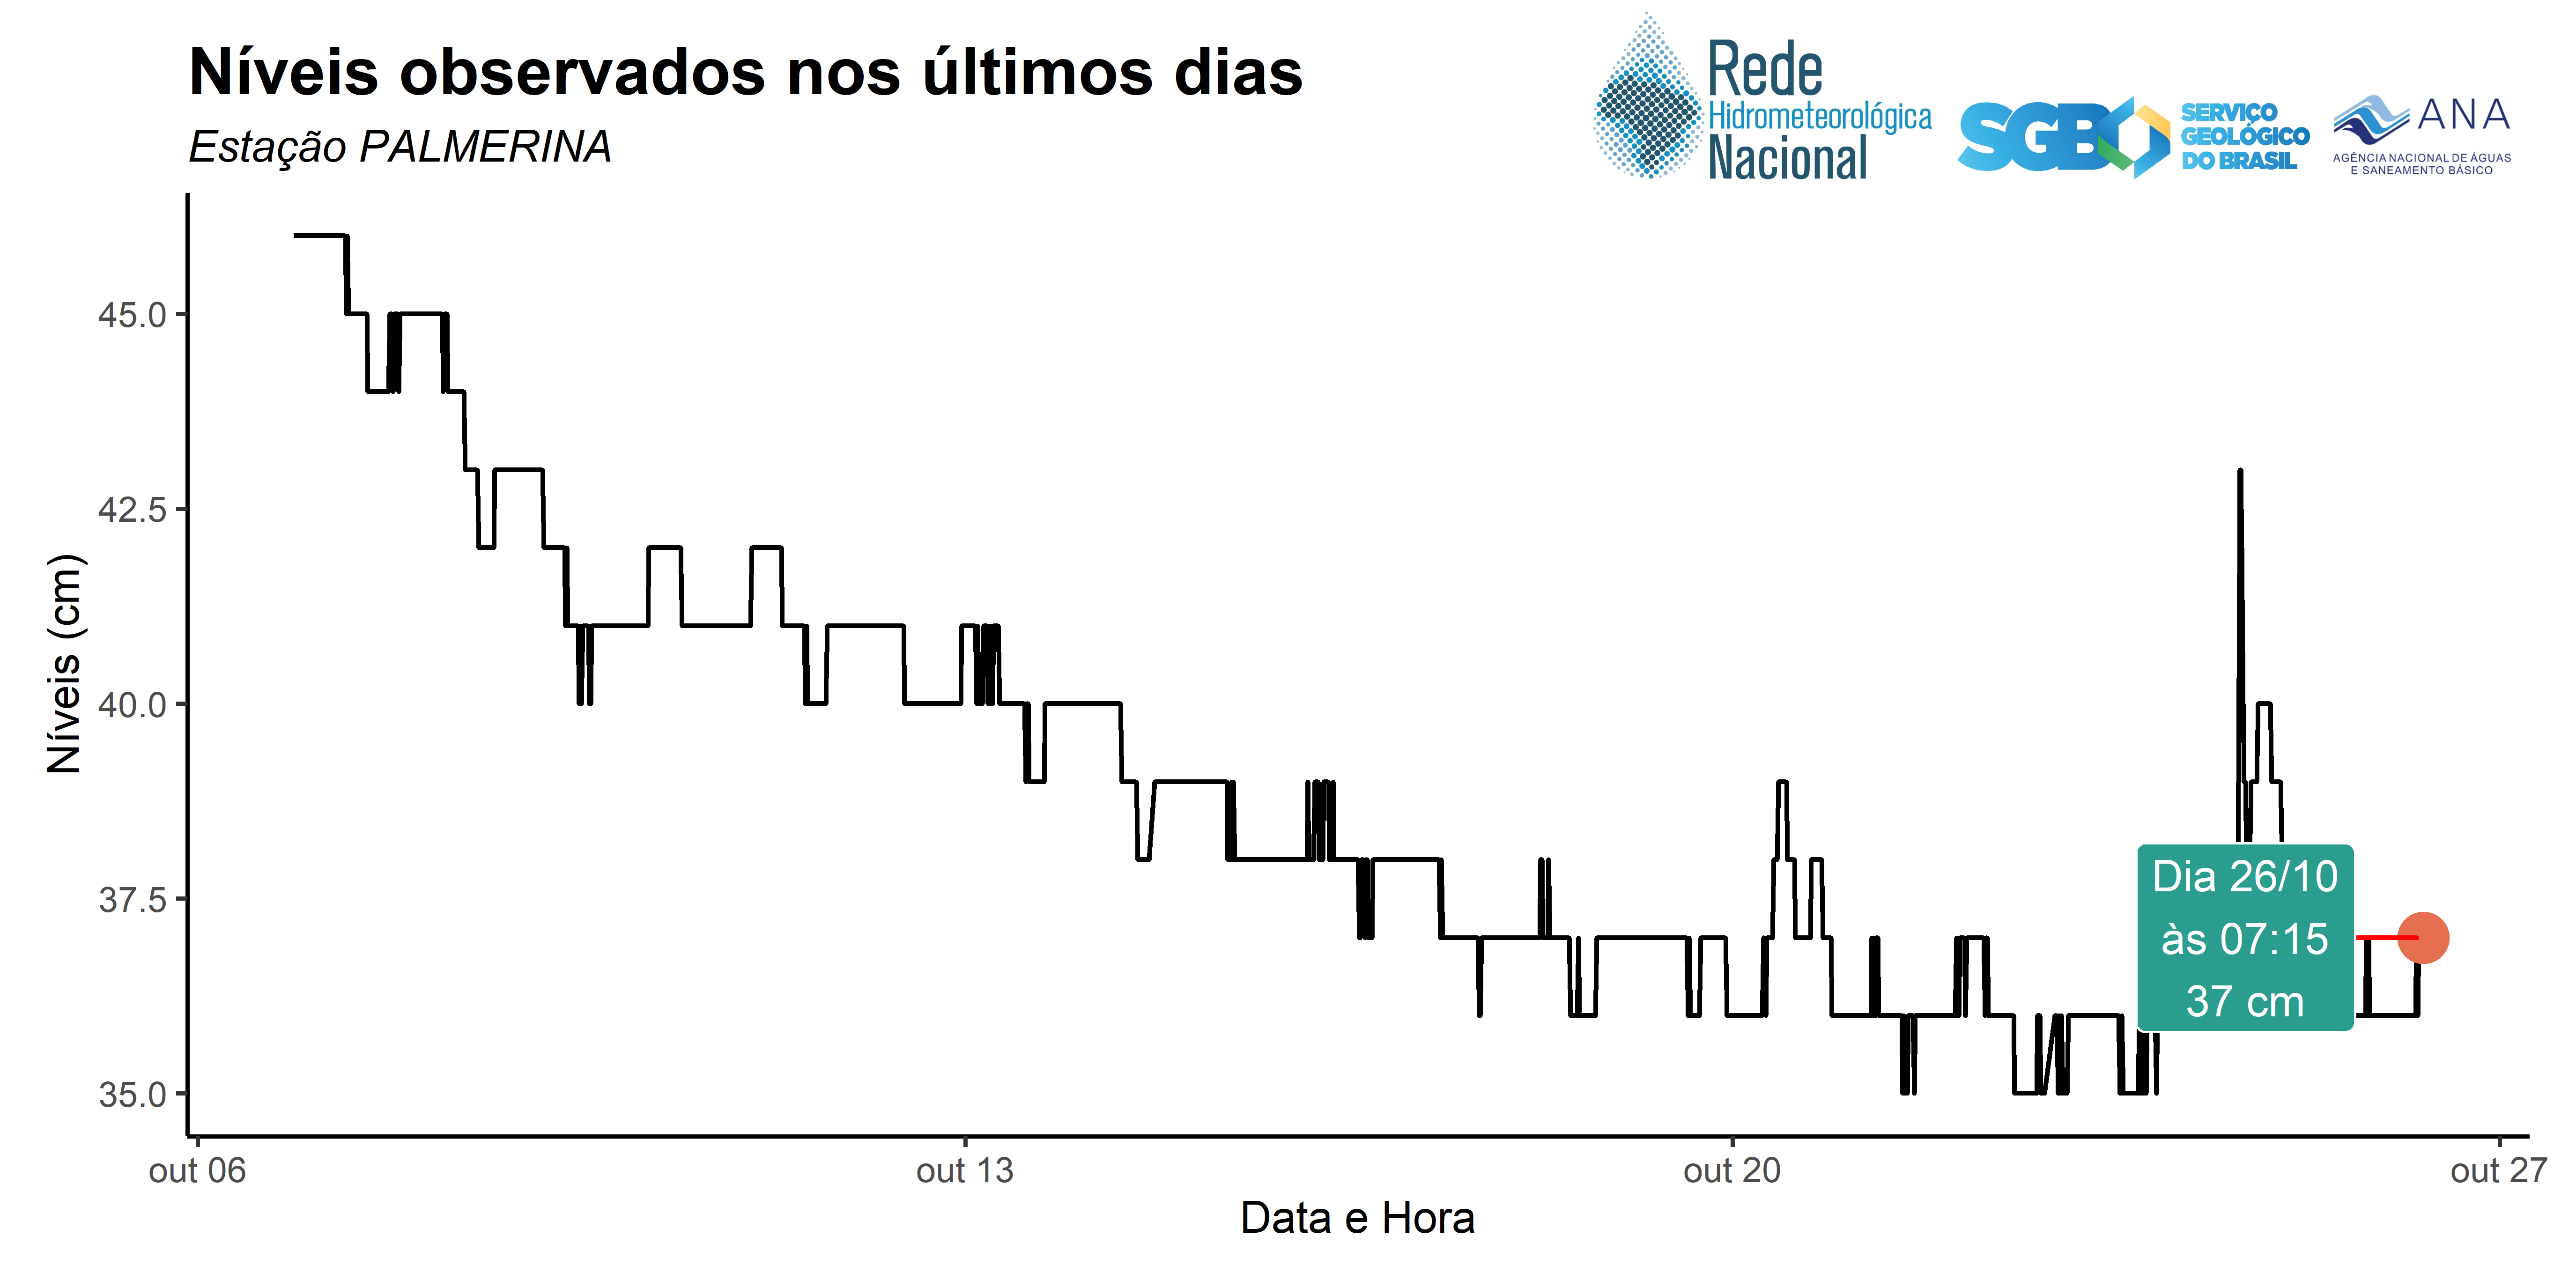 Níveis observados nos últimos dias
Estação PALMERINA
Rede
Hidrometeorológica
Nacional
SGB
SERVIÇO
GEOLÓGICO
DO BRASIL
ANA
AGÊNCIA NACIONAL DE ÁGUAS
E SANEAMENTO BÁSICO
Níveis (cm)
45.0
42.5
40.0
37.5
35.0
Dia 26/10
às 07:15
37 cm
out 06
out 13
out 20
out 27
Data e Hora